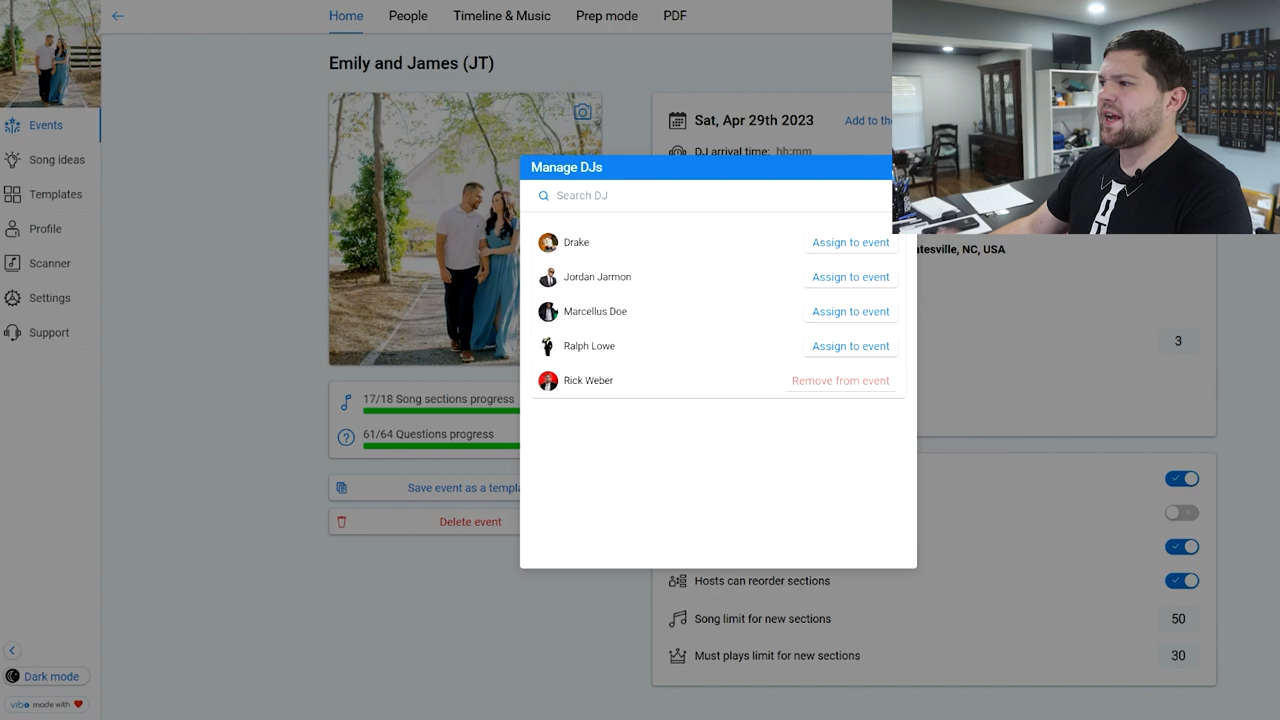 Home People Timeline & Music Prep mode PDF
Emily and James (JT)
Events
Song ideas
Templates
Profile
Scanner
Settings
Support
Dark mode
vibo made with
17/18 Song sections progress
61/64 Questions progress
Save event as a templa
Delete event
Sat, Apr 29th 2023 Add to the
DJ arrival time: hh:mm
Manage DJs
Search DJ
Drake Assign to event
Jordan Jarmon Assign to event
Marcellus Doe Assign to event
Ralph Lowe Assign to event
Rick Weber Remove from event
atesville, NC, USA
3
Hosts can reorder sections
Song limit for new sections 50
Must plays limit for new sections 30